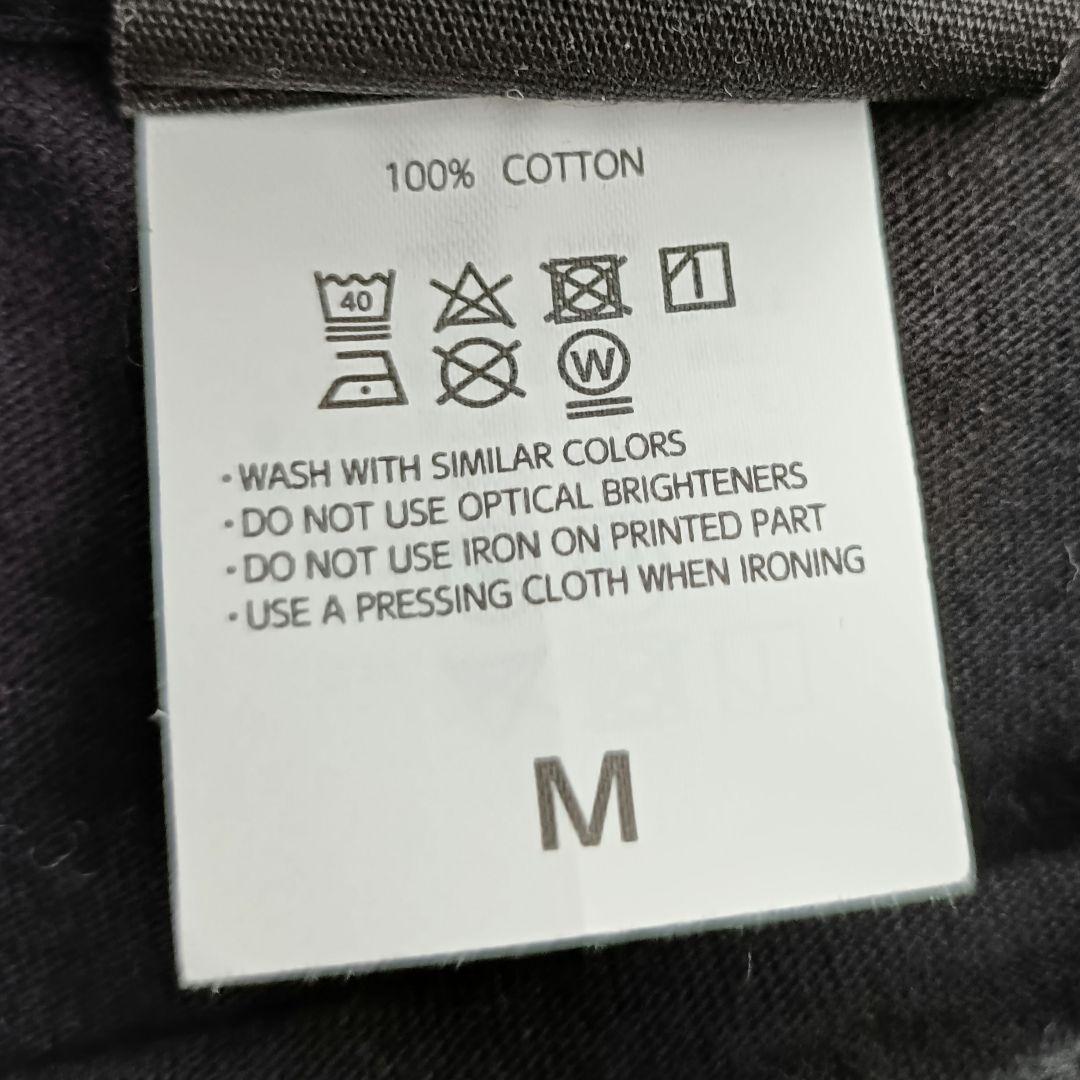 100% COTTON
40
W
·WASH WITH SIMILAR COLORS
·DO NOT USE OPTICAL BRIGHTENERS
·DO NOT USE IRON ON PRINTED PART
·USE A PRESSING CLOTH WHEN IRONING
M